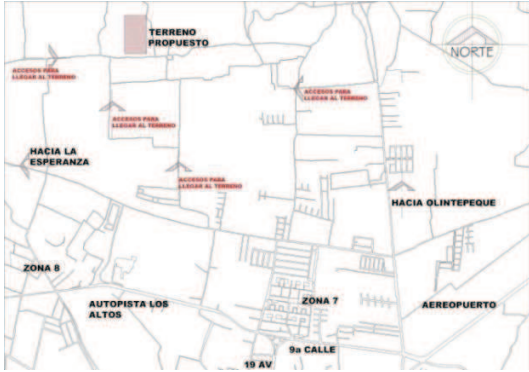 TERRENO
PROPUESTO
NORTE
ACCESOS PARA
LLEGAR AL TERRENO
ACCESOS PARA
LLEGAR AL TERRENO
ACCESOS PARA
LLEGAR AL TERRENO
HACIA LA
ESPERANZA
ACCESOS PARA
LLEGAR AL TERRENO
HACIA OLINTEPEQUE
ZONA 8
AUTOPISTA LOS
ALTOS
ZONA 7
AEREOPUERTO
9a CALLE
19 AV